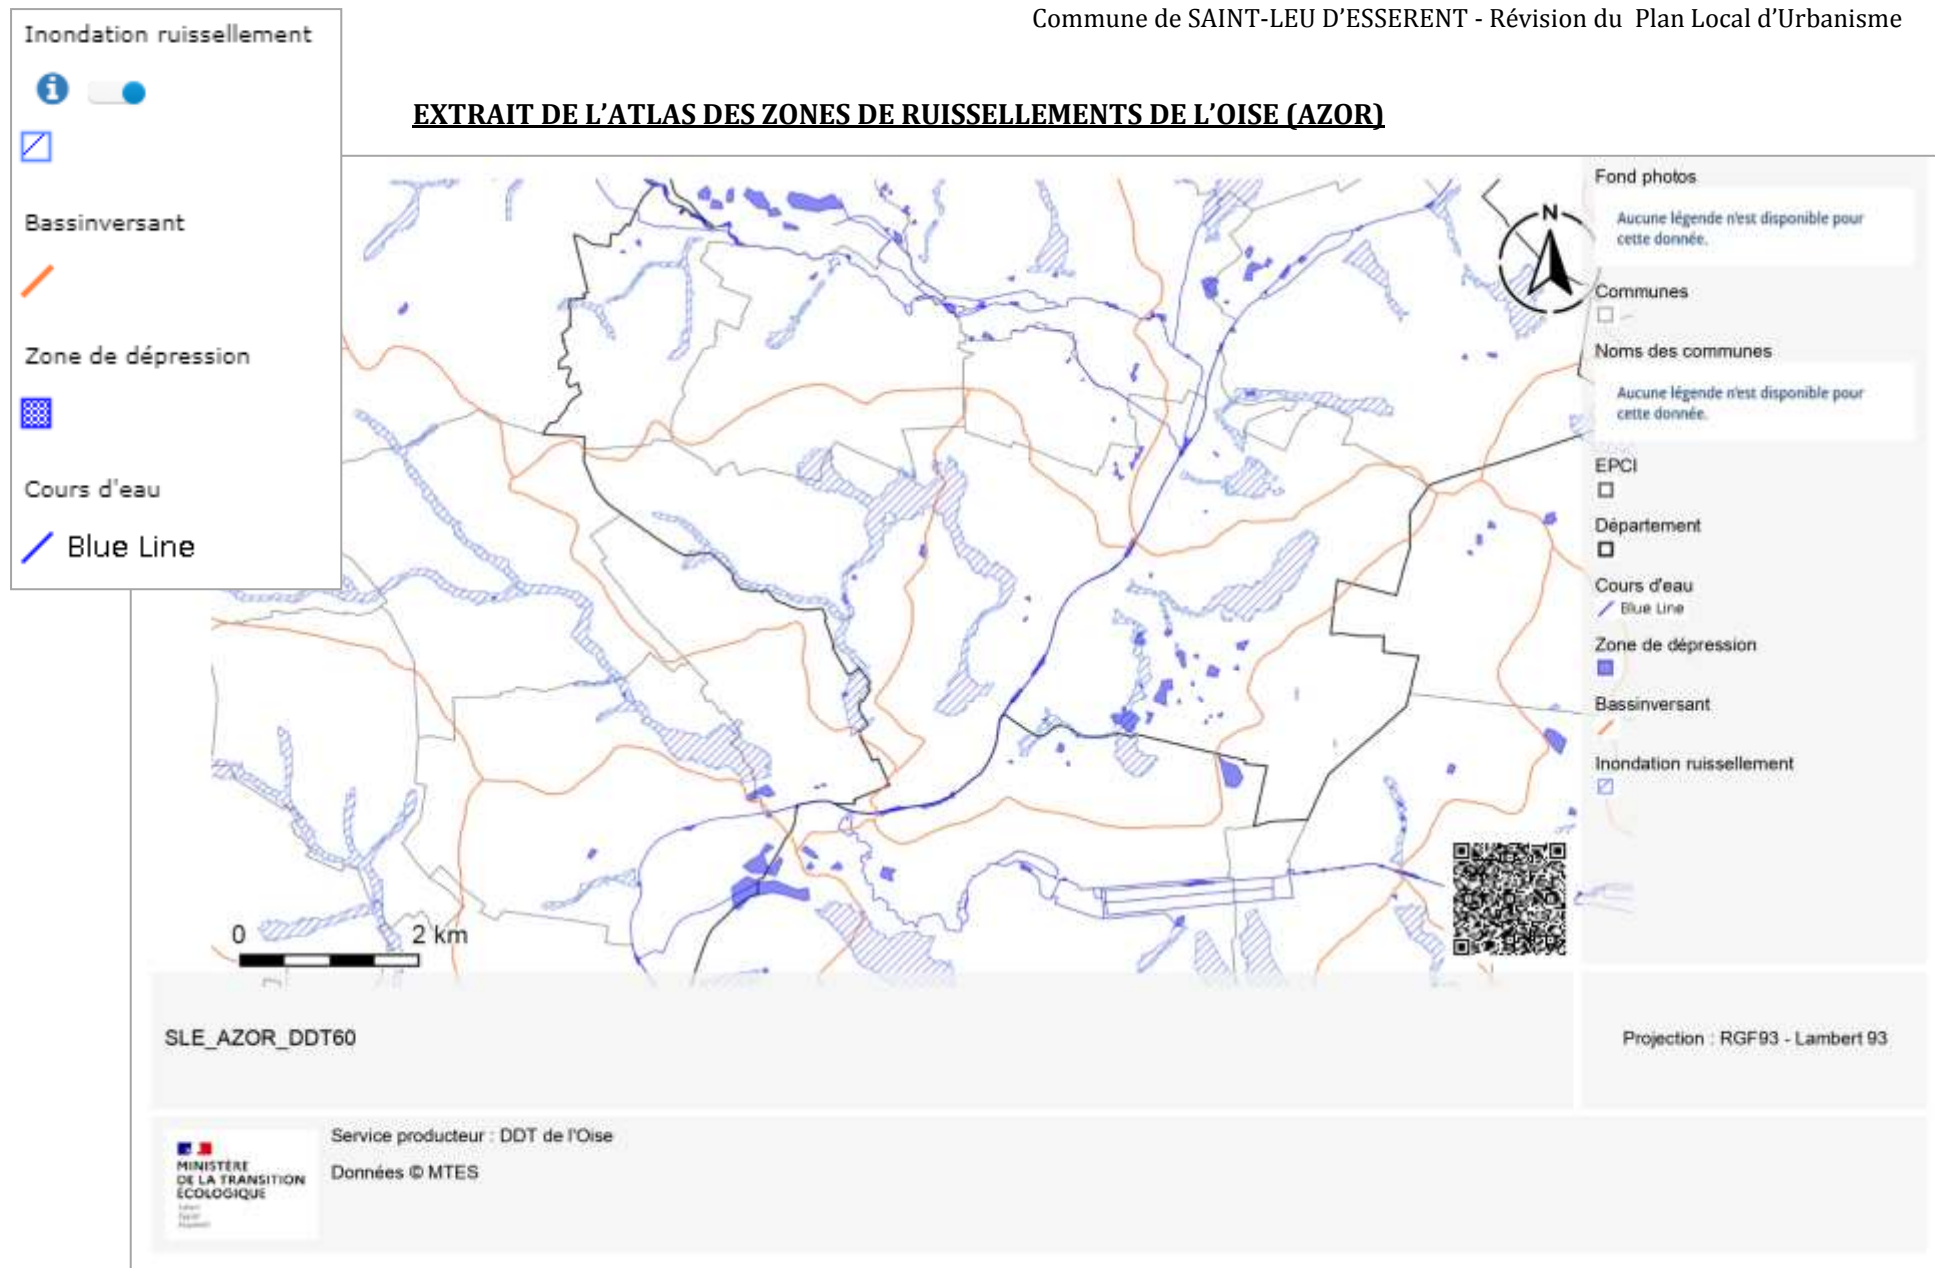 Commune de SAINT-LEU D'ESSERENT - Révision du Plan Local d'Urbanisme
Inondation ruissellement
EXTRAIT DE L'ATLAS DES ZONES DE RUISSELLEMENTS DE L'OISE (AZOR)
Bassinversant
Zone de dépression
Cours d'eau
Blue Line
N
0 2 km
Fond photos
Aucune légende n'est disponible pour
cette donnée.
Communes
Noms des communes
Aucune légende n'est disponible pour
cette donnée.
EPCI
Département
Cours d'eau
Blue Line
Zone de dépression
Bassinversant
Inondation ruissellement
SLE_AZOR_DDT60
Projection : RGF93 - Lambert 93
MINISTÈRE
DE LA TRANSITION
ÉCOLOGIQUE
Service producteur : DDT de l'Oise
Données © MTES